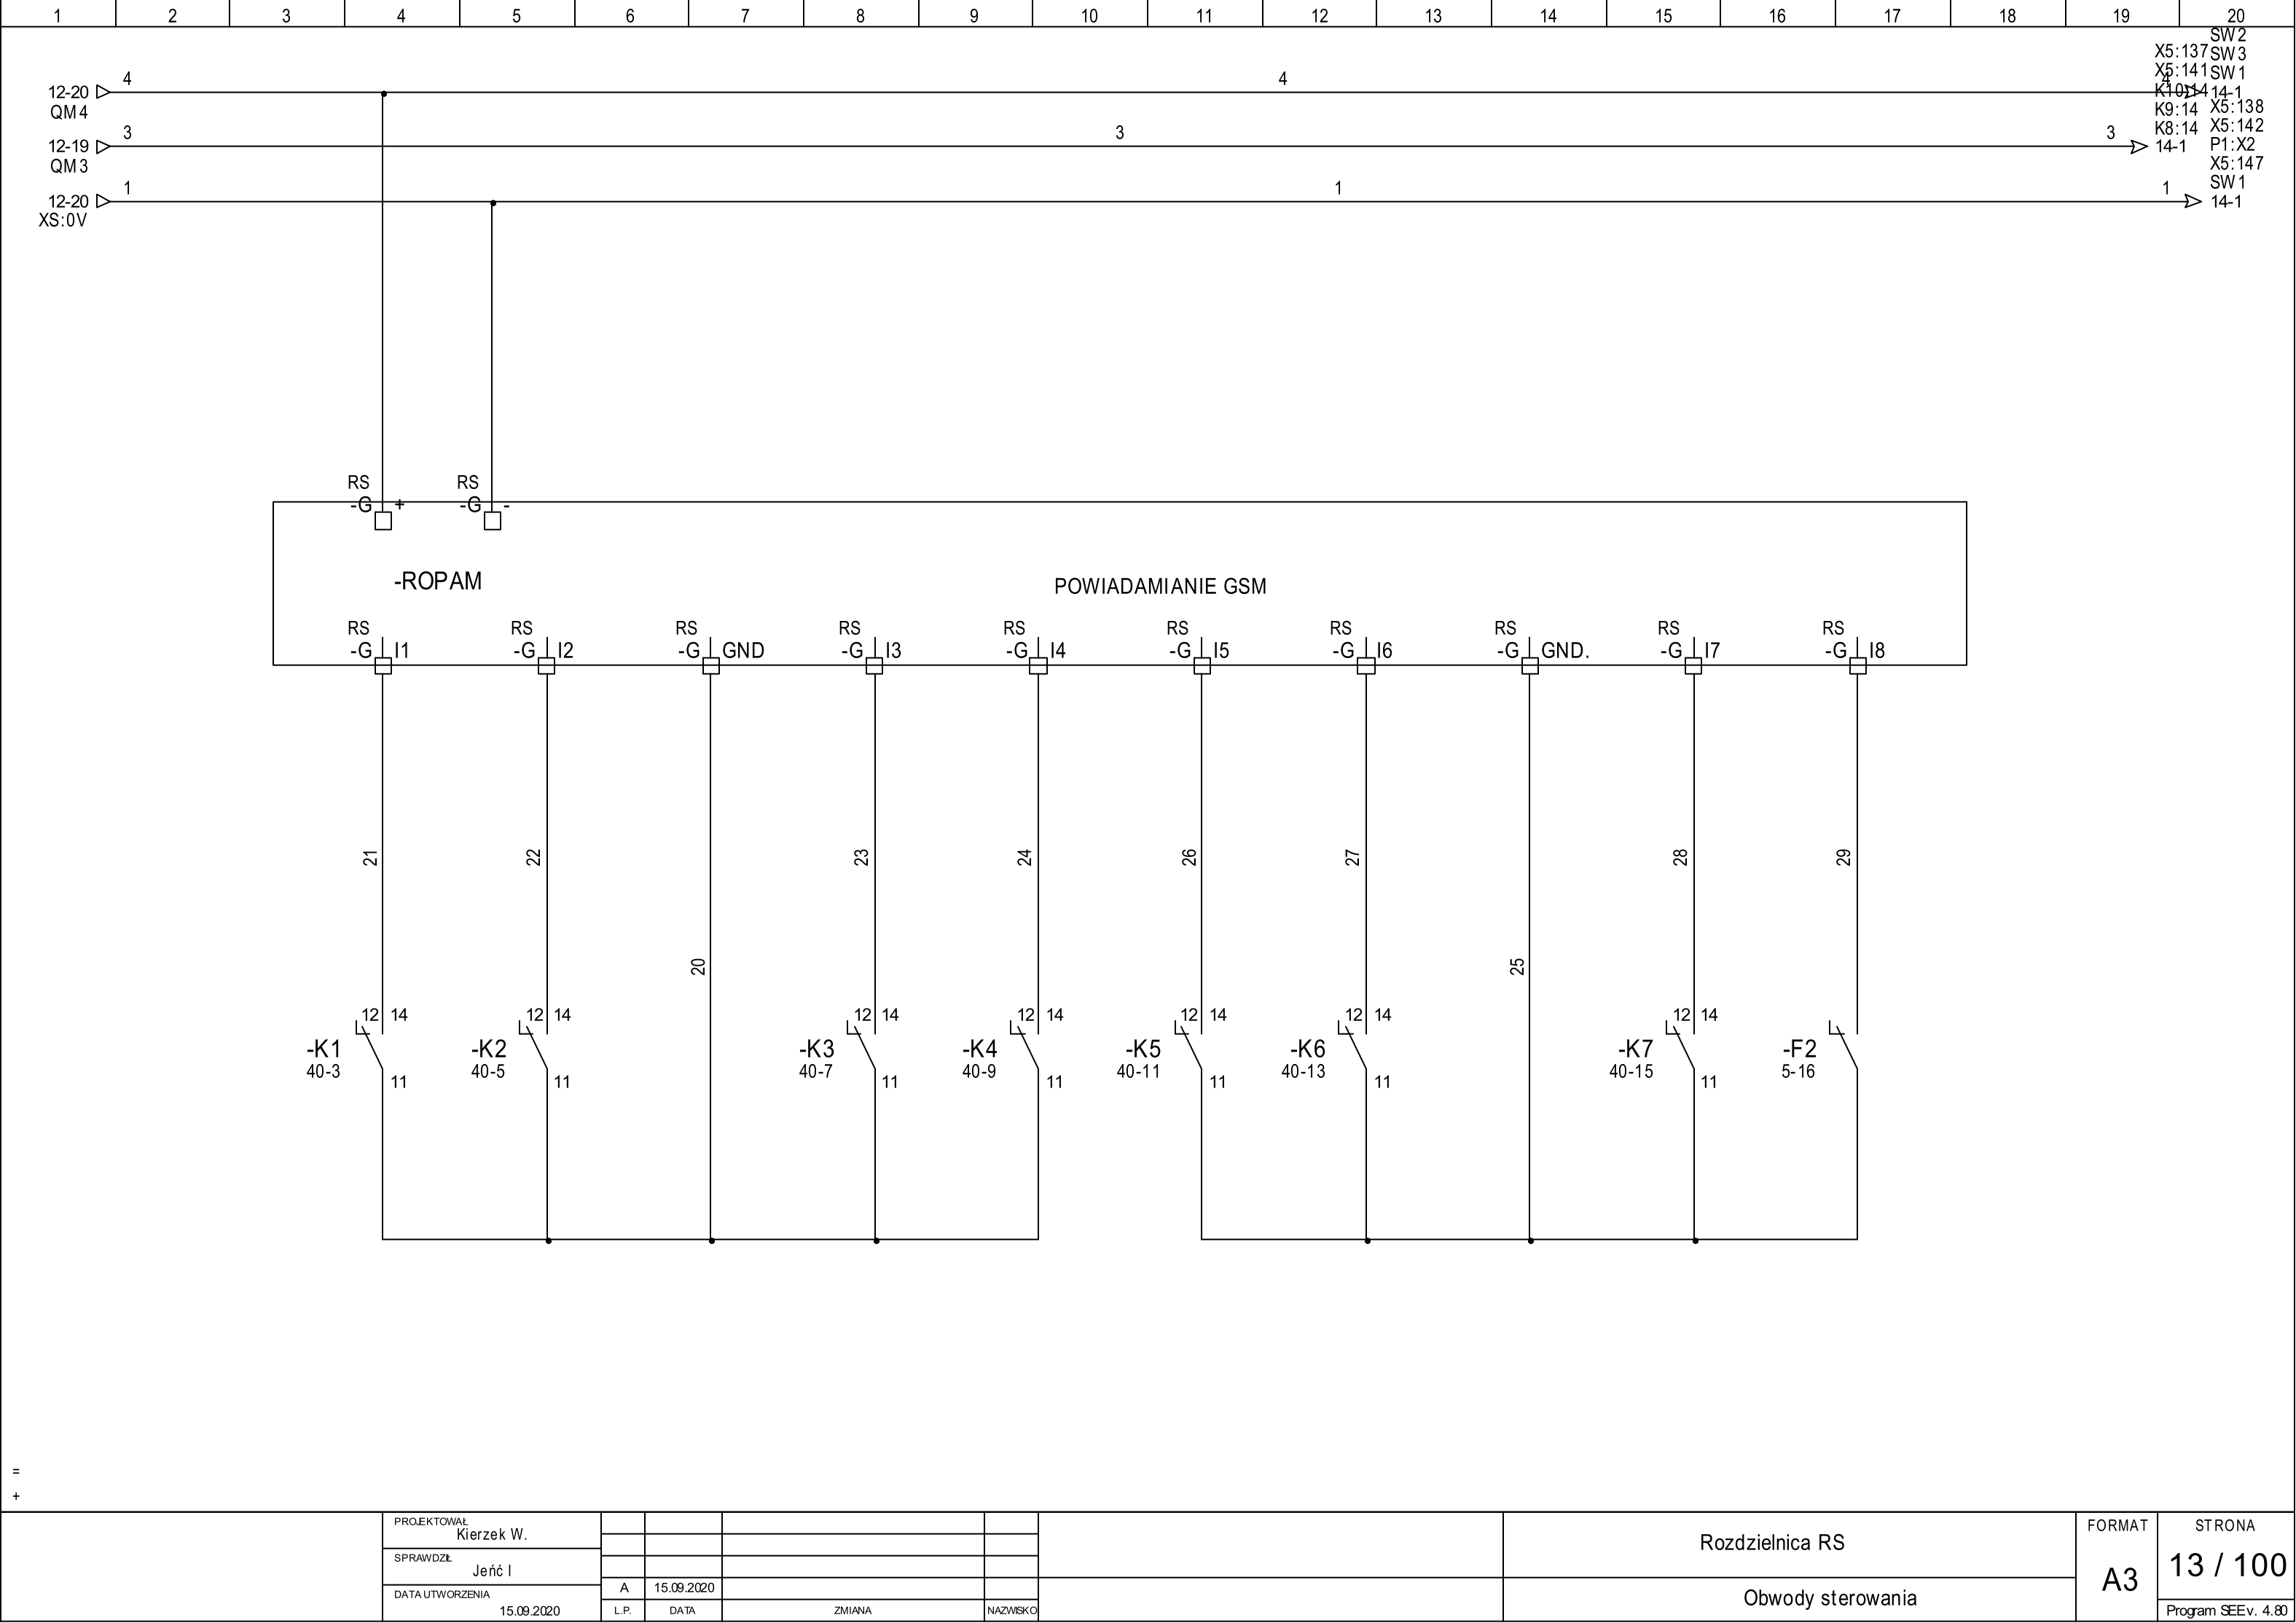 1 2 3 4 5 6 7 8 9 10 11 12 13 14 15 16 17 18 19 20
SW2
X5:137 SW3
X5:141 SW1
4 4 4
12-20 K10:14 14-1
QM4 K9:14 X5:138
3 3 3 K8:14 X5:142
12-19 14-1 P1:X2
QM3 X5:147
1 1 1 SW1
12-20 14-1
XS:0V
RS RS
-G + -G -
-ROPAM POWIADAMIANIE GSM
RS RS RS RS RS RS RS RS RS RS
-G I1 -G I2 -G GND -G I3 -G I4 -G I5 -G I6 -G GND. -G I7 -G I8
21 22 23 24 26 27 28 29
20 25
12 14 12 14 12 14 12 14 12 14 12 14 12 14
-K1 -K2 -K3 -K4 -K5 -K6 -K7 -F2
40-3 40-5 40-7 40-9 40-11 40-13 40-15 5-16
11 11 11 11 11 11 11
=
+
PROJEKTOWAŁ
Kierzek W.
SPRAWDZIŁ
Jeńć I
DATA UTWORZENIA
15.09.2020
A 15.09.2020
L.P. DATA ZMIANA NAZWISKO
Rozdzielnica RS
Obwody sterowania
FORMAT
A3
STRONA
13 / 100
Program SEE v. 4.80